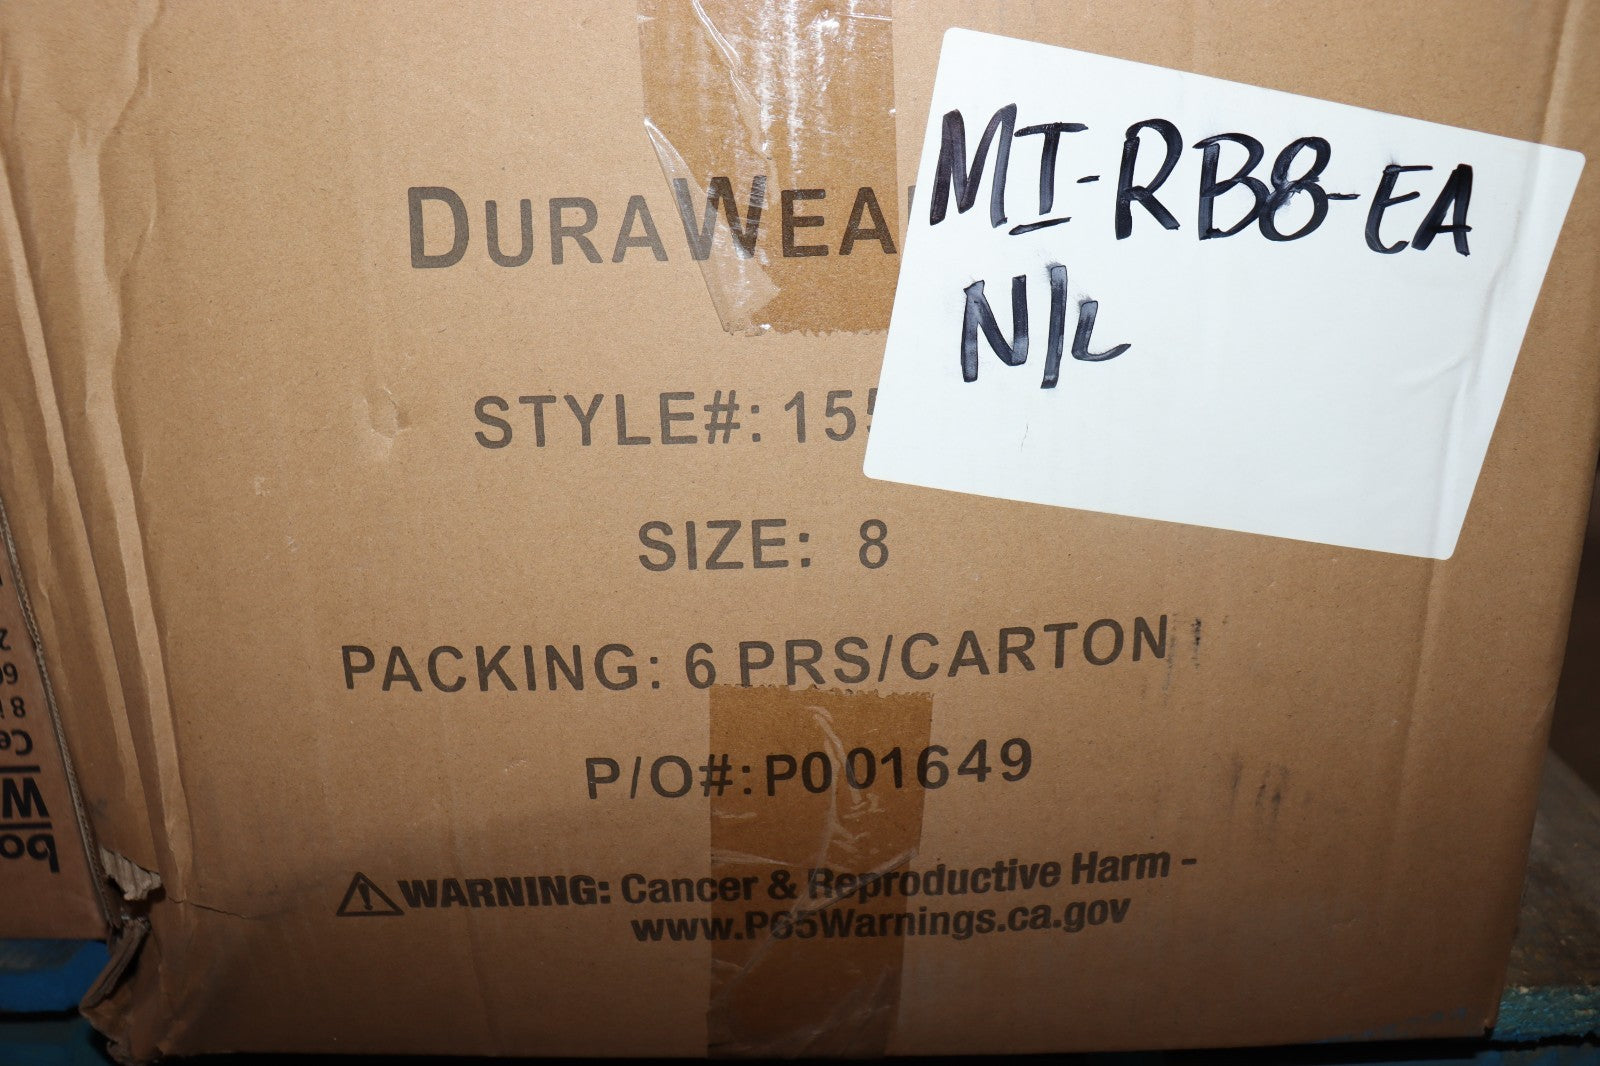 DURAWEA
MI-RB8-EA
N/L
STYLE#: 155
SIZE: 8
PACKING: 6 PRS/CARTON
P/O#: P001649
WARNING: Cancer & Reproductive Harm -
www.P65Warnings.ca.gov